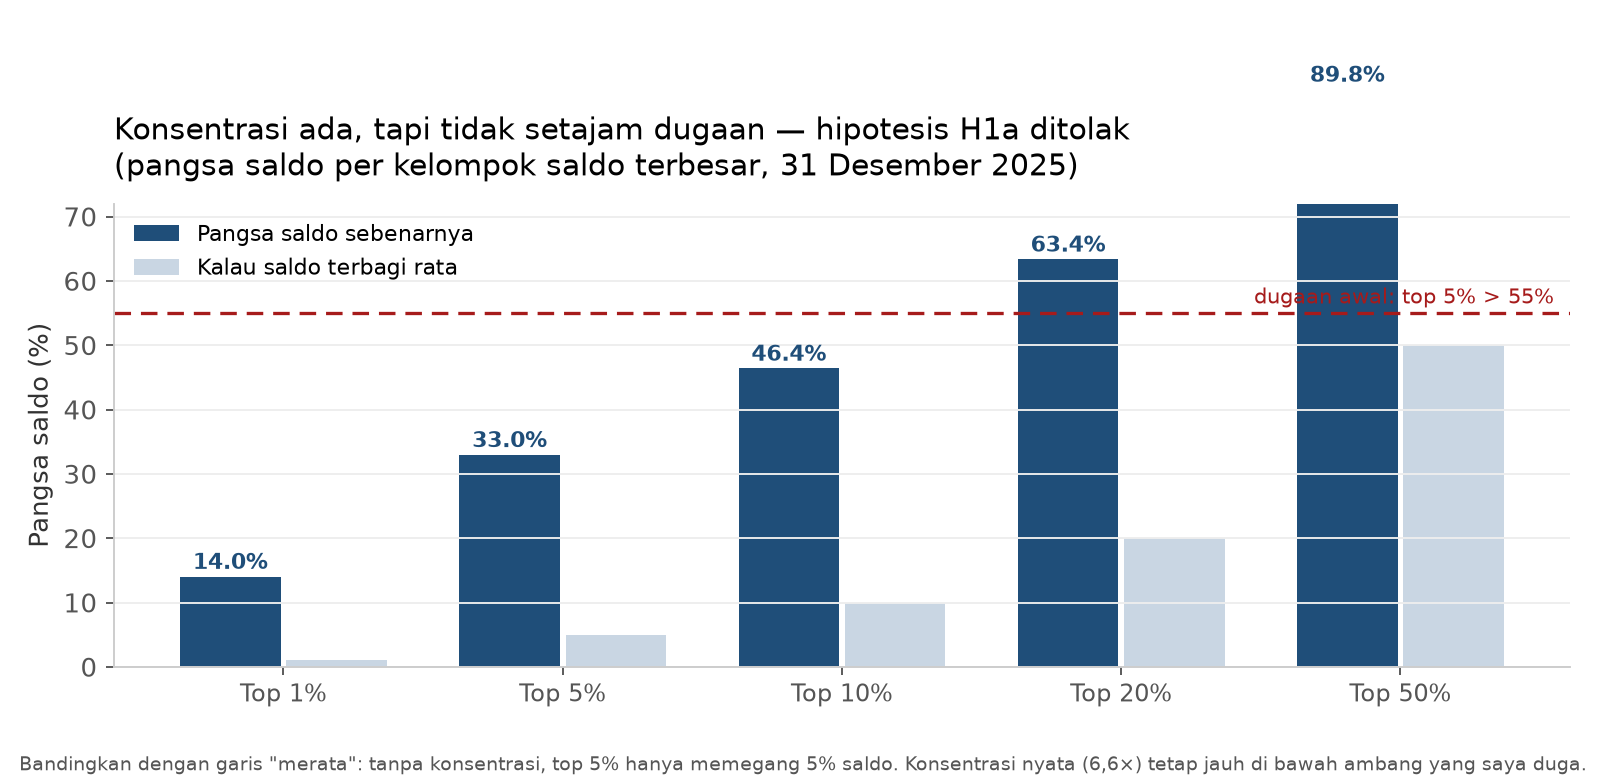 89.8%
Konsentrasi ada, tapi tidak setajam dugaan — hipotesis H1a ditolak
(pangsa saldo per kelompok saldo terbesar, 31 Desember 2025)
Pangsa saldo (%)
70
60
50
40
30
20
10
0
Pangsa saldo sebenarnya
Kalau saldo terbagi rata
63.4%
dugaan awal: top 5% > 55%
46.4%
33.0%
14.0%
Top 1%
Top 5%
Top 10%
Top 20%
Top 50%
Bandingkan dengan garis "merata": tanpa konsentrasi, top 5% hanya memegang 5% saldo. Konsentrasi nyata (6,6×) tetap jauh di bawah ambang yang saya duga.